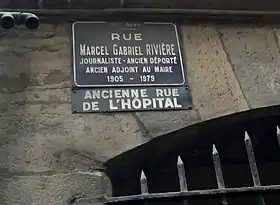 RUE
MARCEL GABRIEL RIVIÈRE
JOURNALISTE - ANCIEN DÉPORTÉ
ANCIEN ADJOINT AU MAIRE
1905 - 1979
ANCIENNE RUE
DE L'HÔPITAL